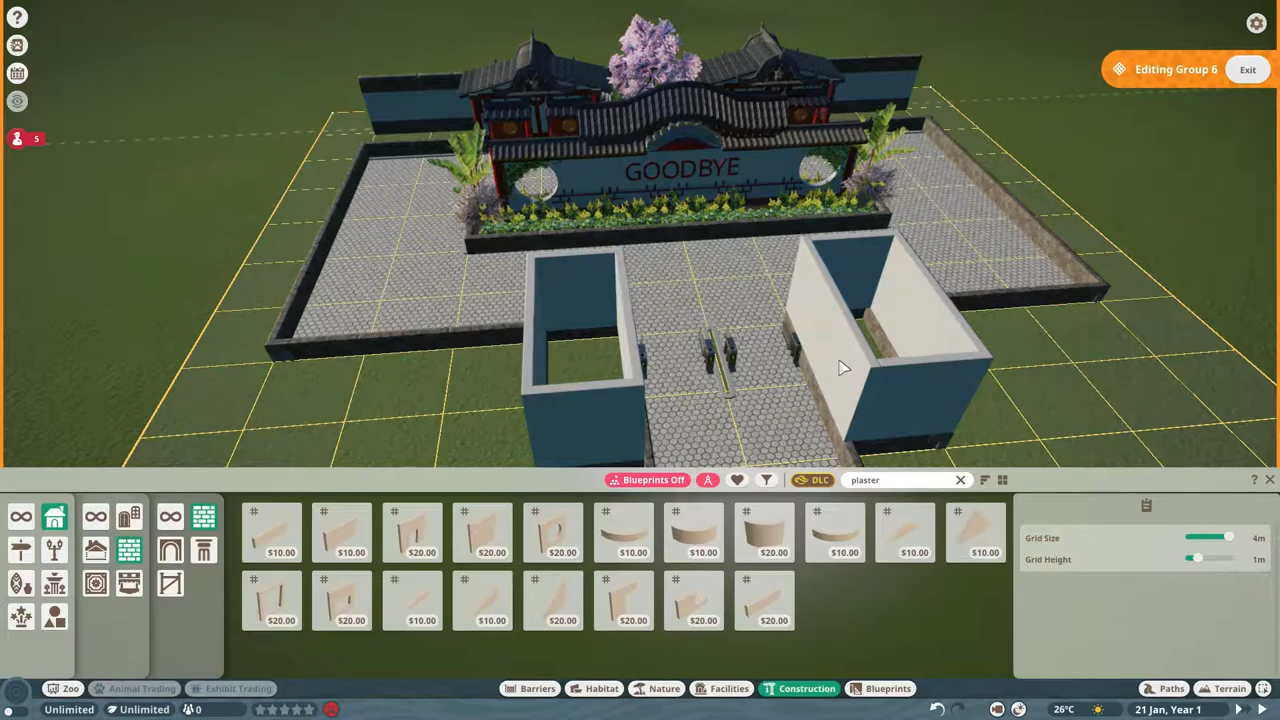 Editing Group 6
Exit
5
GOODBYE
Blueprints Off
DLC
plaster
?
$10.00
$10.00
$20.00
$20.00
$20.00
$10.00
$10.00
$20.00
$10.00
$10.00
$10.00
$20.00
$20.00
$10.00
$10.00
$20.00
$20.00
$20.00
$20.00
Grid Size
4m
Grid Height
1m
Zoo
Animal Trading
Exhibit Trading
Barriers
Habitat
Nature
Facilities
Construction
Blueprints
Paths
Terrain
Unlimited
Unlimited
0
26°C
21 Jan, Year 1